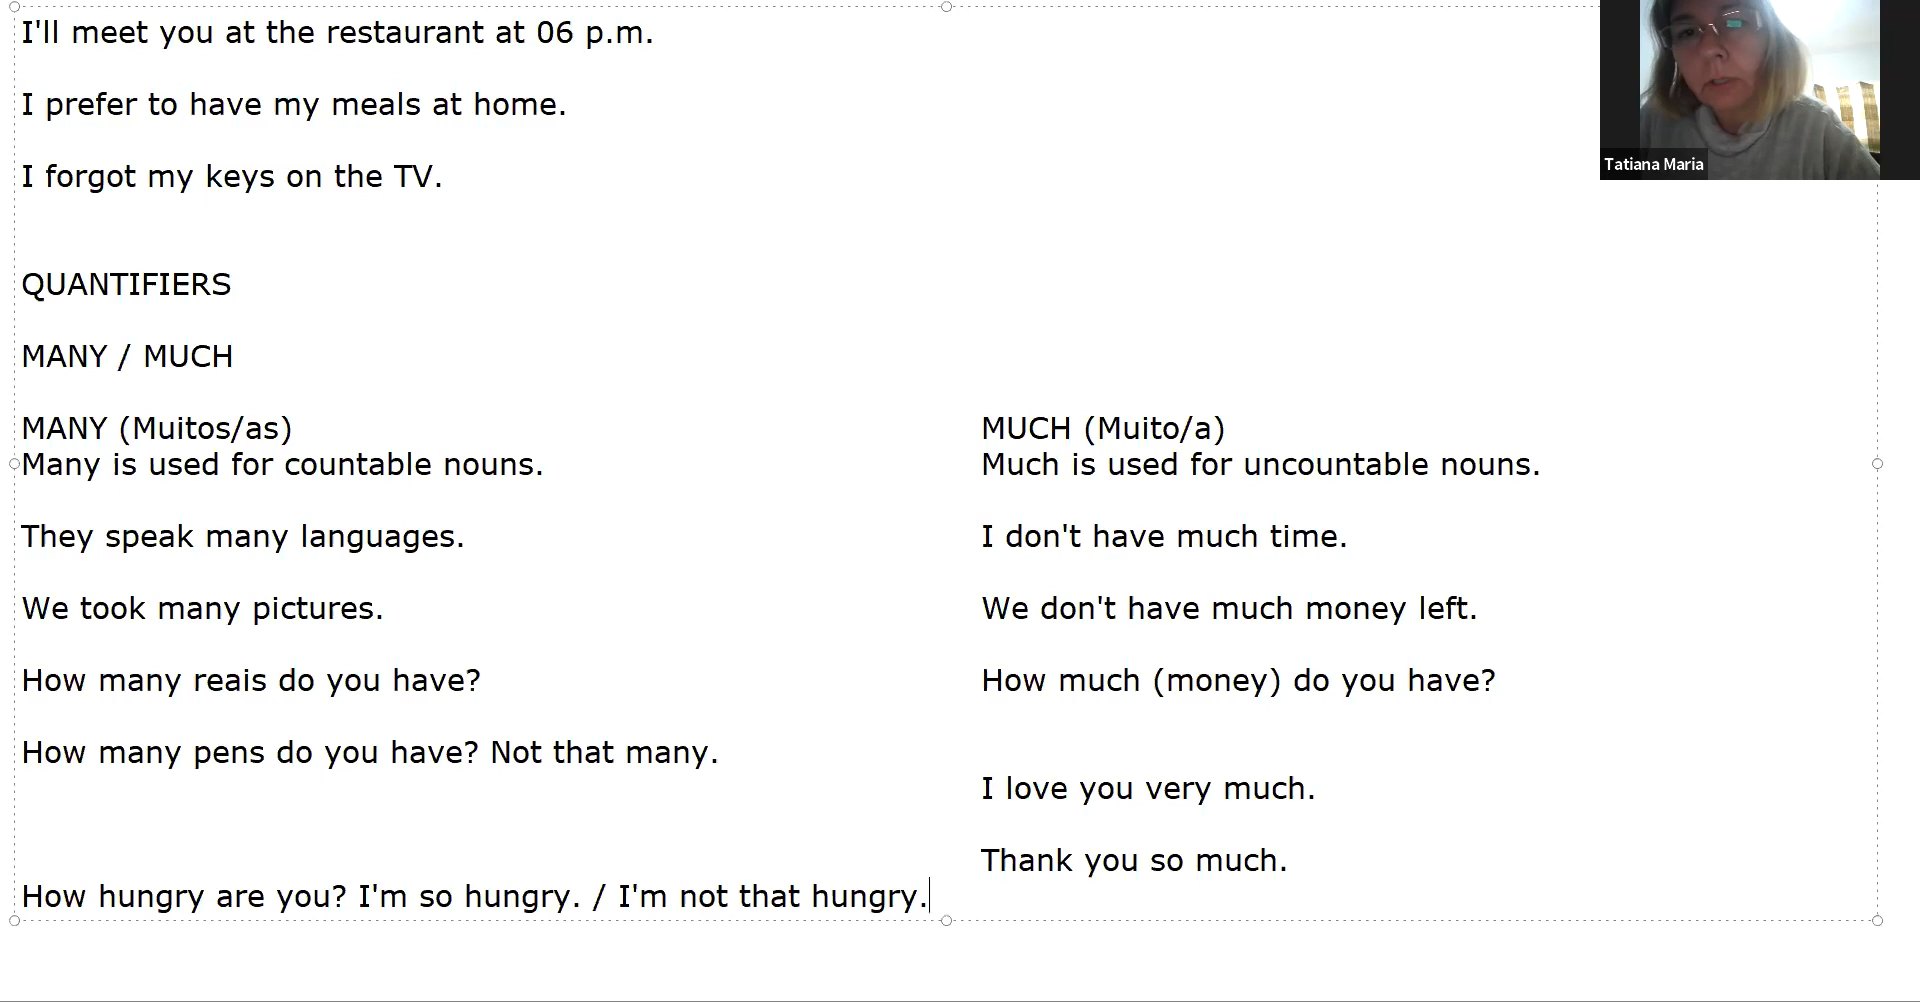 I'll meet you at the restaurant at 06 p.m.
I prefer to have my meals at home.
I forgot my keys on the TV.
Tatiana Maria
QUANTIFIERS
MANY / MUCH
MANY (Muitos/as)
Many is used for countable nouns.
They speak many languages.
We took many pictures.
How many reais do you have?
How many pens do you have? Not that many.
How hungry are you? I'm so hungry. / I'm not that hungry.
MUCH (Muito/a)
Much is used for uncountable nouns.
I don't have much time.
We don't have much money left.
How much (money) do you have?
I love you very much.
Thank you so much.